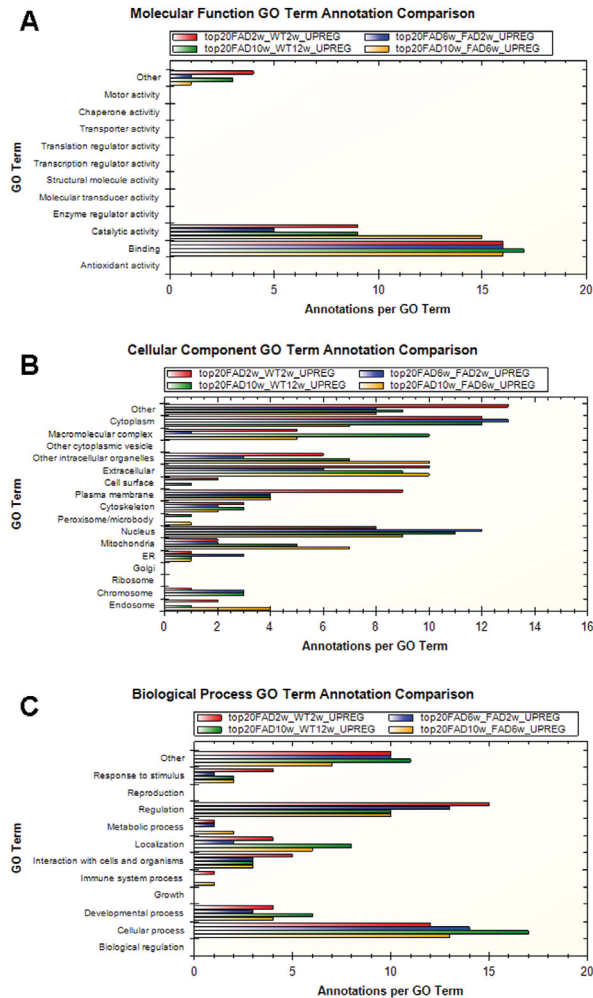 A
Molecular Function GO Term Annotation Comparison
top20FAD2w_WT2w_UPREG top20FAD6w_FAD2w_UPREG
top20FAD10w_WT12w_UPREG top20FAD10w_FAD6w_UPREG
GO Term
Other
Motor activity
Chaperone activitiy
Transporter activity
Translation regulator activity
Transcription regulator activity
Structural molecule activity
Molecular transducer activity
Enzyme regulator activity
Catalytic activity
Binding
Antioxidant activity
0 5 10 15 20
Annotations per GO Term
B
Cellular Component GO Term Annotation Comparison
top20FAD2w_WT2w_UPREG top20FAD6w_FAD2w_UPREG
top20FAD10w_WT12w_UPREG top20FAD10w_FAD6w_UPREG
GO Term
Other
Cytoplasm
Macromolecular complex
Other cytoplasmic vesicle
Other intracellular organelles
Extracellular
Cell surface
Plasma membrane
Cytoskeleton
Peroxisome/microbody
Nucleus
Mitochondria
ER
Golgi
Ribosome
Chromosome
Endosome
0 2 4 6 8 10 12 14 16
Annotations per GO Term
C
Biological Process GO Term Annotation Comparison
top20FAD2w_WT2w_UPREG top20FAD6w_FAD2w_UPREG
top20FAD10w_WT12w_UPREG top20FAD10w_FAD6w_UPREG
GO Term
Other
Response to stimulus
Reproduction
Regulation
Metabolic process
Localization
Interaction with cells and organisms
Immune system process
Growth
Developmental process
Cellular process
Biological regulation
0 5 10 15 20
Annotations per GO Term